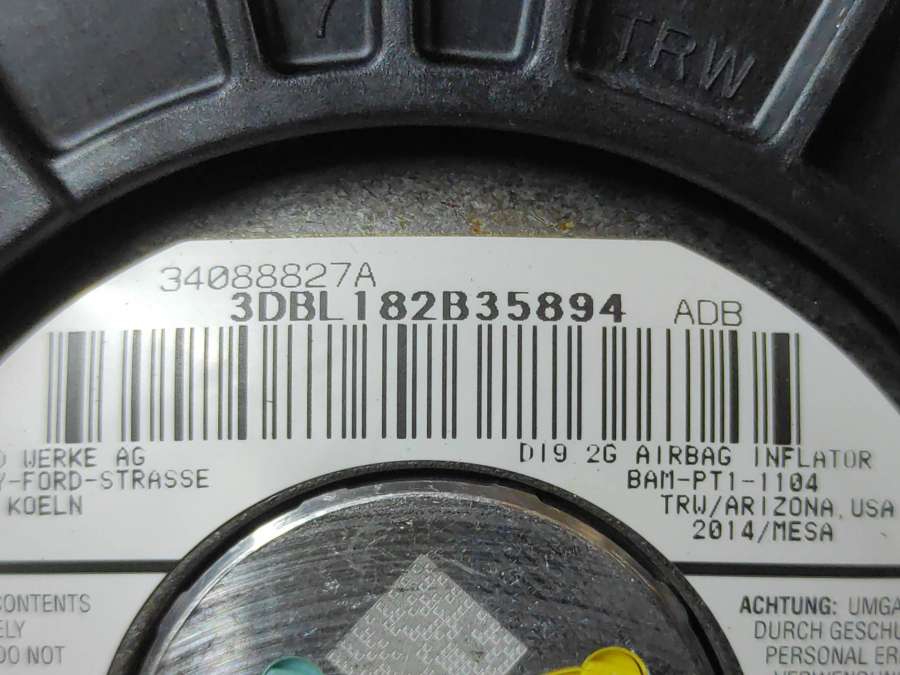 7
TRW
34088827A
3DBL182B35894 ADB
WERKE AG
Y-FORD-STRASSE
KOELN
DI9.2G AIRBAG INFLATOR
BAM-PT1-1104
TRW/ARIZONA, USA
2014/MESA
CONTENTS
DO NOT
ACHTUNG: UMGA
DURCH GESCHU
PERSONAL ER